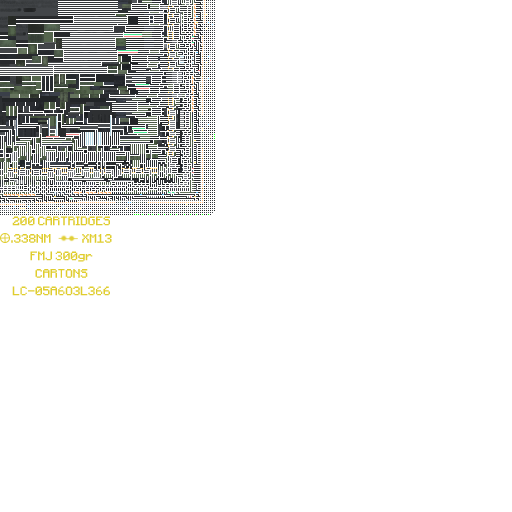 200 CARTRIDGES
⊕.338NM ◂▸◂▸ XM13
FMJ 300gr
CARTONS
LC-05A603L366